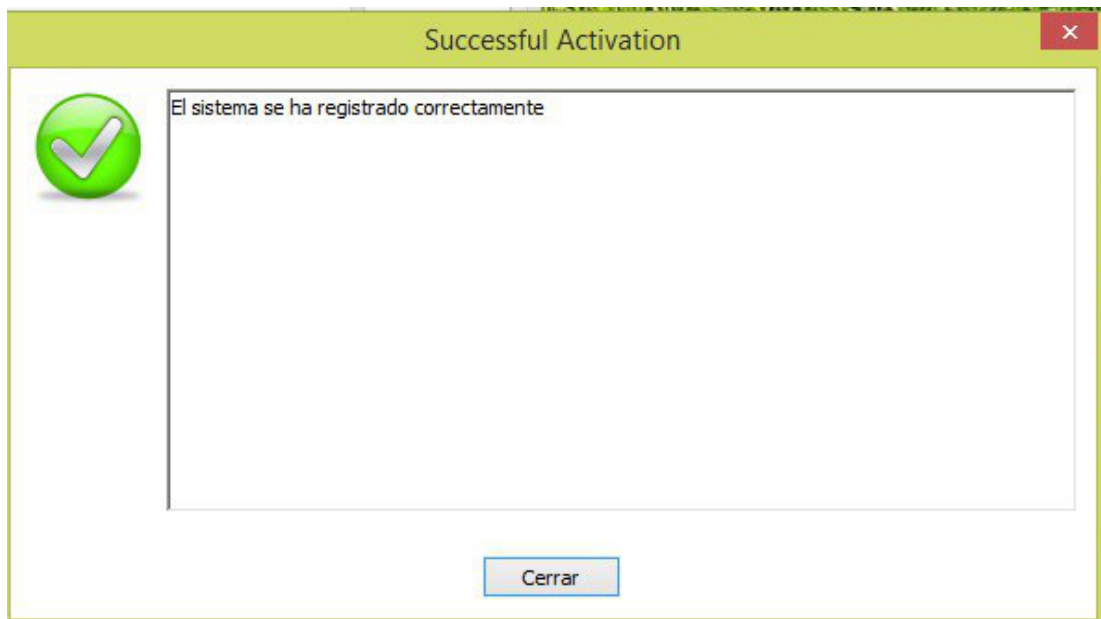 Successful Activation
El sistema se ha registrado correctamente
Cerrar